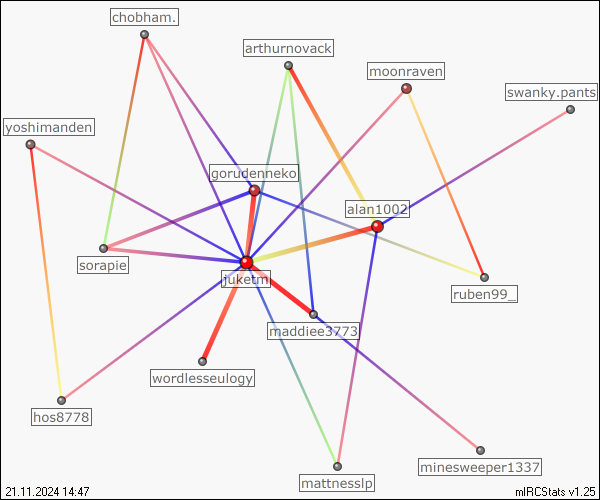 chobham.
arthurnovack
moonraven
swanky.pants
yoshimanden
gorudenneko
alan1002
sorapie
juketm
ruben99_
maddiee3773
wordlesseulogy
hos8778
minesweeper1337
mattnesslp
21.11.2024 14:47
mIRCStats v1.25